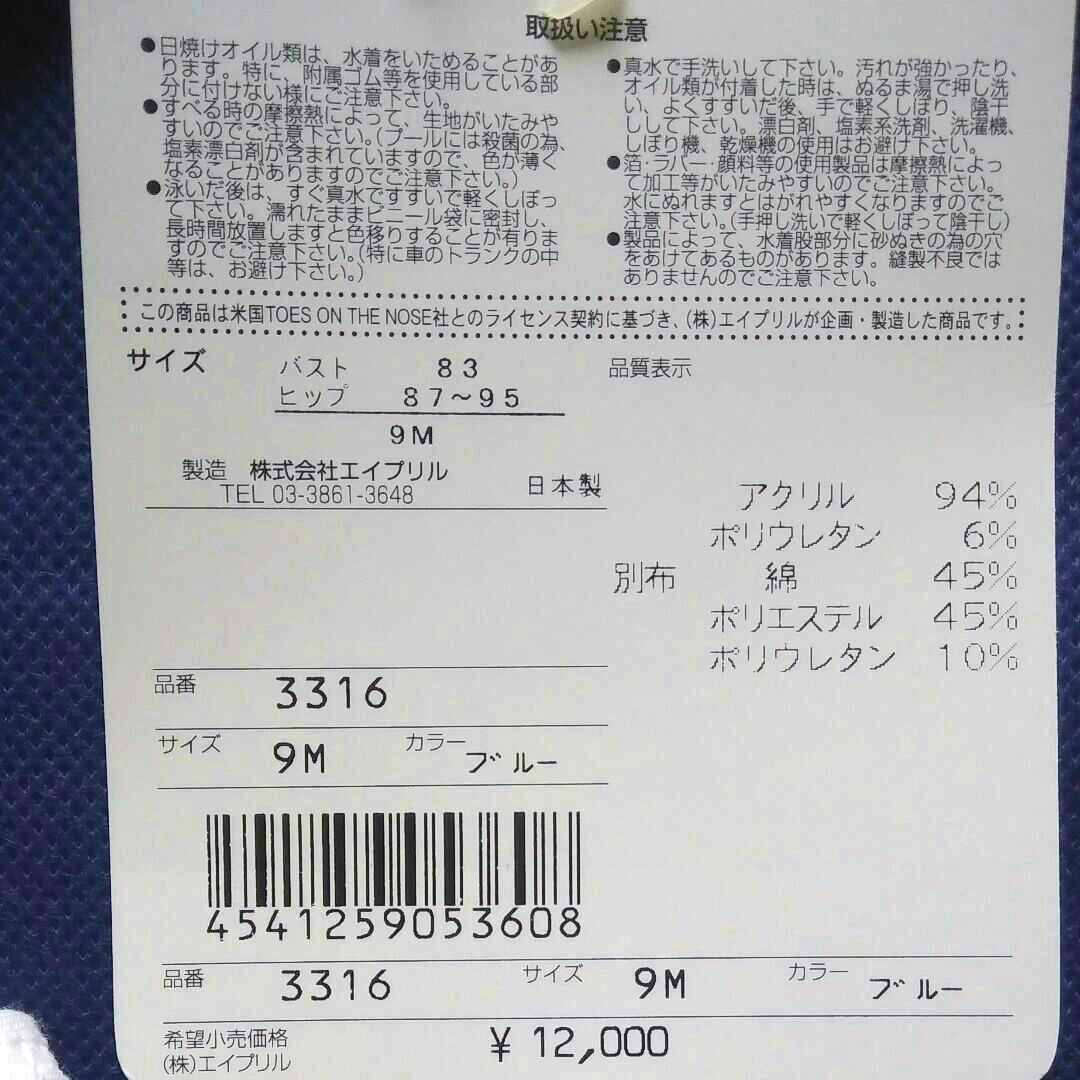 取扱い注意
●日焼けオイル類は、水着をいためることがあ
ります。特に、附属ゴム等を使用している部
分に付けない様にご注意下さい。
●すべる時の摩擦熱によって、生地がいたみや
すいのでご注意下さい。（プールには殺菌の為、
塩素漂白剤が含まれていますので、色が薄く
なることがありますのでご注意下さい。）
●泳いだ後は、すぐ真水ですすいで軽くしぼっ
て下さい。濡れたままビニール袋に密封し、
長時間放置しますと色移りすることが有りま
すのでご注意下さい。（特に車のトランクの中
等は、お避け下さい。）
●真水で手洗いして下さい。汚れが強かったり、
オイル類が付着した時は、ぬるま湯で押し洗
い、よくすすいだ後、手で軽くしぼり、陰干
しして下さい。漂白剤、塩素系洗剤、洗濯機、
しぼり機、乾燥機の使用はお避け下さい。
●箔・ラバー・顔料等の使用製品は摩擦熱によっ
て加工等がいたみやすいのでご注意下さい。
水にぬれますとはがれやすくなりますのでご
注意下さい。（手押し洗いで軽くしぼって陰干し）
●製品によって、水着股部分に砂ぬきの為の穴
をあけてあるものがあります。縫製不良では
ありませんのでご注意下さい。
この商品は米国TOES ON THE NOSE社とのライセンス契約に基づき、(株)エイプリルが企画・製造した商品です。
サイズ バスト 83
ヒップ 87～95
9M
製造 株式会社エイプリル
TEL 03-3861-3648
日本製
品質表示
アクリル 94%
ポリウレタン 6%
別布 綿 45%
ポリエステル 45%
ポリウレタン 10%
品番 3316
サイズ 9M カラー ブルー
4541259053608
品番 3316 サイズ 9M カラー ブルー
希望小売価格
(株)エイプリル
¥ 12,000